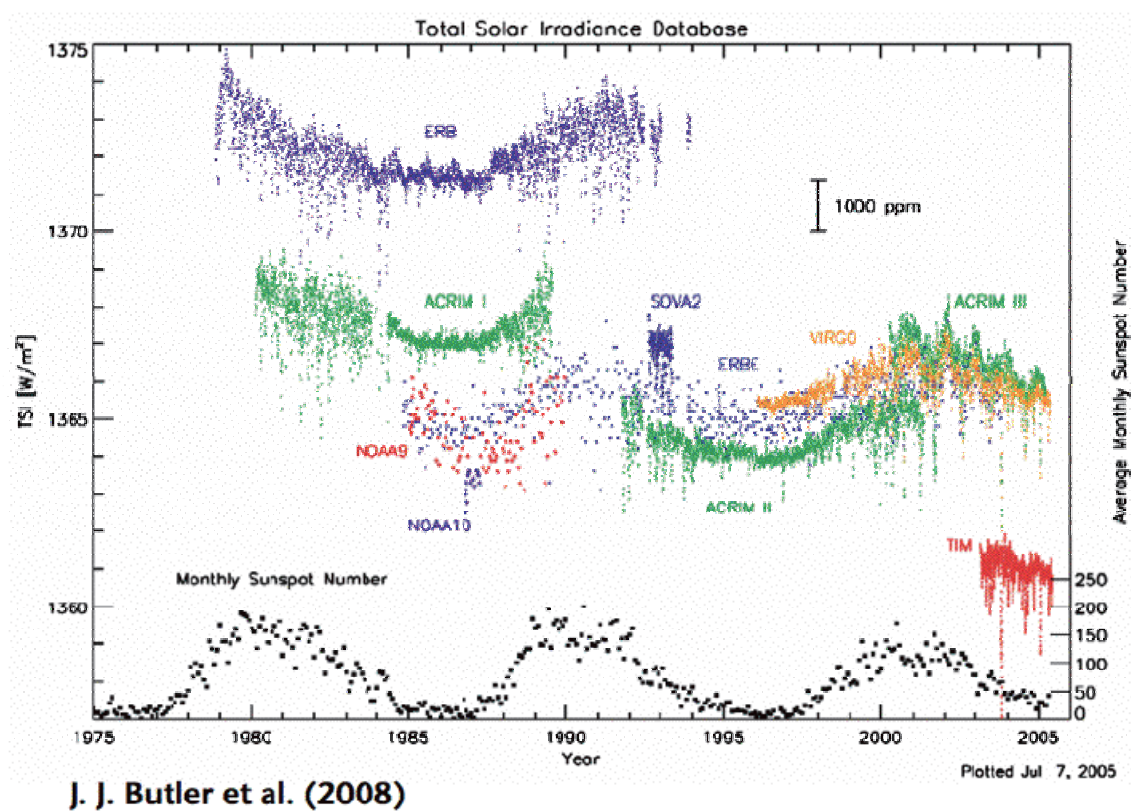 Total Solar Irradiance Database
1375
1370
1365
1360
TSI [W/m²]
ERB
1000 ppm
ACRIM I
SOVA2
ACRIM III
VIRGO
ERBE
NOAA9
NOAA10
ACRIM II
TIM
Monthly Sunspot Number
Average Monthly Sunspot Number
250
200
150
100
50
0
1975 1980 1985 1990 1995 2000 2005
Year
Plotted Jul 7, 2005
J. J. Butler et al. (2008)